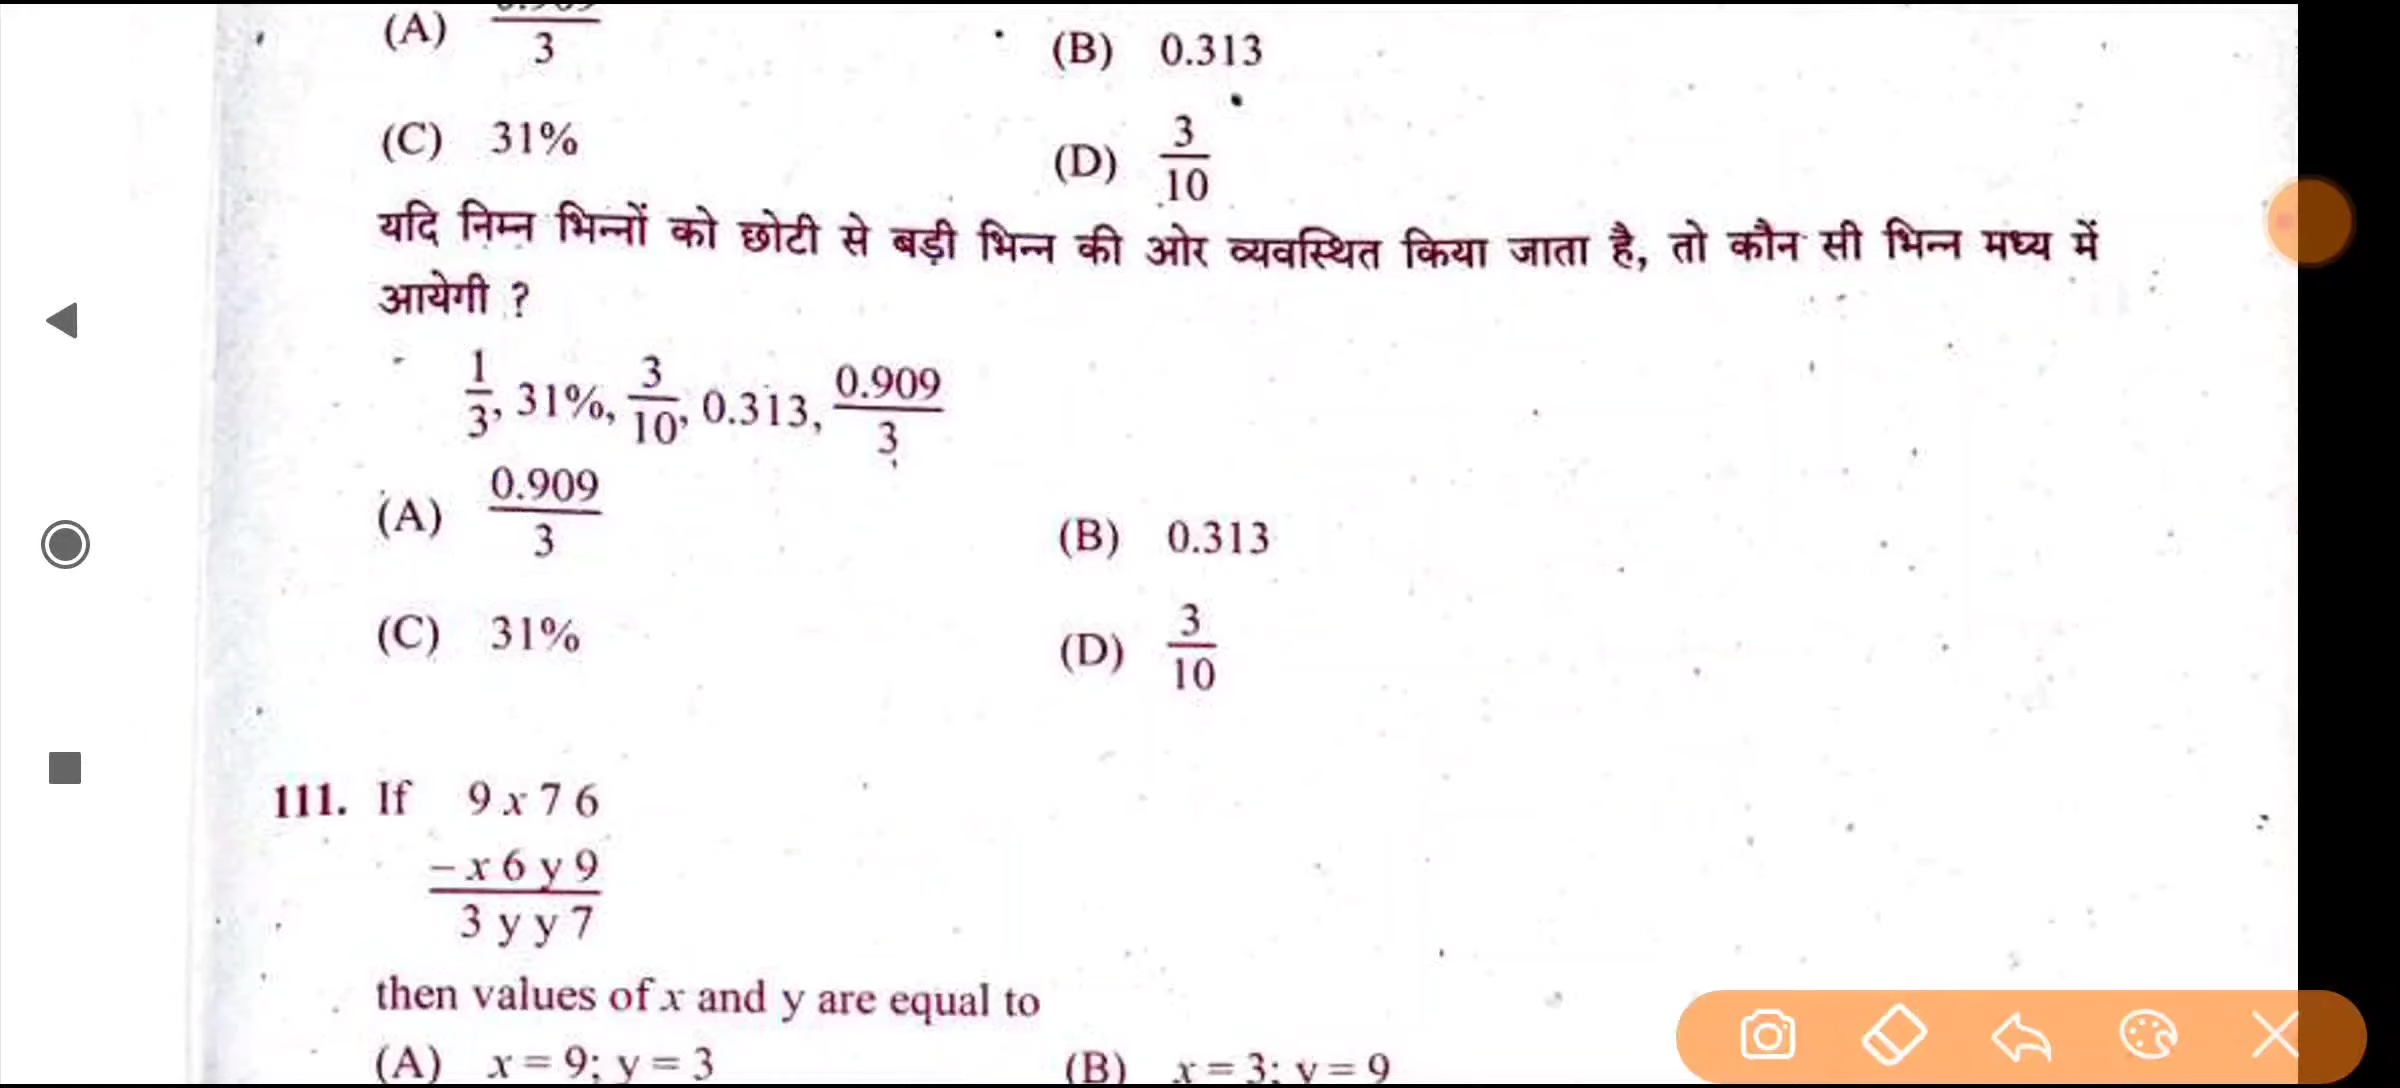 (A) 3
(B) 0.313
(C) 31%
(D) 3/10
यदि निम्न भिन्नों को छोटी से बड़ी भिन्न की ओर व्यवस्थित किया जाता है, तो कौन सी भिन्न मध्य में
आयेगी ?
1/3, 31%, 3/10, 0.313, 0.909/3
(A) 0.909/3
(B) 0.313
(C) 31%
(D) 3/10
111. If 9 x 7 6
– x 6 y 9
3 y y 7
then values of x and y are equal to
(A) x = 9; y = 3
(B) x = 3; y = 9